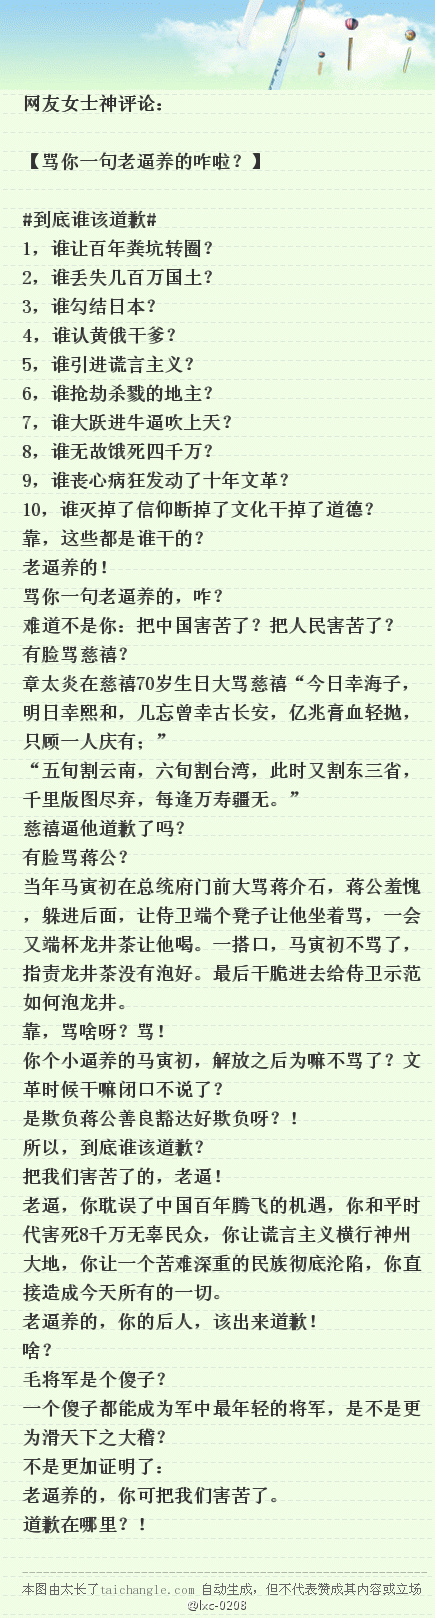 网友女士神评论：
【骂你一句老逼养的咋啦？】
#到底谁该道歉#
1，谁让百年粪坑转圈？
2，谁丢失几百万国土？
3，谁勾结日本？
4，谁认黄俄干爹？
5，谁引进谎言主义？
6，谁抢劫杀戮的地主？
7，谁大跃进牛逼吹上天？
8，谁无故饿死四千万？
9，谁丧心病狂发动了十年文革？
10，谁灭掉了信仰断掉了文化干掉了道德？
靠，这些都是谁干的？
老逼养的！
骂你一句老逼养的，咋？
难道不是你：把中国害苦了？把人民害苦了？
有脸骂慈禧？
章太炎在慈禧70岁生日大骂慈禧“今日幸海子，
明日幸熙和，几忘曾幸古长安，亿兆膏血轻抛，
只顾一人庆有；”
“五旬割云南，六旬割台湾，此时又割东三省，
千里版图尽弃，每逢万寿疆无。”
慈禧逼他道歉了吗？
有脸骂蒋公？
当年马寅初在总统府门前大骂蒋介石，蒋公羞愧
，躲进后面，让侍卫端个凳子让他坐着骂，一会
又端杯龙井茶让他喝。一搭口，马寅初不骂了，
指责龙井茶没有泡好。最后干脆进去给侍卫示范
如何泡龙井。
靠，骂啥呀？骂！
你个小逼养的马寅初，解放之后为嘛不骂了？文
革时候干嘛闭口不说了？
是欺负蒋公善良豁达好欺负呀？！
所以，到底谁该道歉？
把我们害苦了的，老逼！
老逼，你耽误了中国百年腾飞的机遇，你和平时
代害死8千万无辜民众，你让谎言主义横行神州
大地，你让一个苦难深重的民族彻底沦陷，你直
接造成今天所有的一切。
老逼养的，你的后人，该出来道歉！
啥？
毛将军是个傻子？
一个傻子都能成为军中最年轻的将军，是不是更
为滑天下之大稽？
不是更加证明了：
老逼养的，你可把我们害苦了。
道歉在哪里？！
本图由太长了taichangle.com 自动生成，但不代表赞成其内容或立场
@lxc-0208